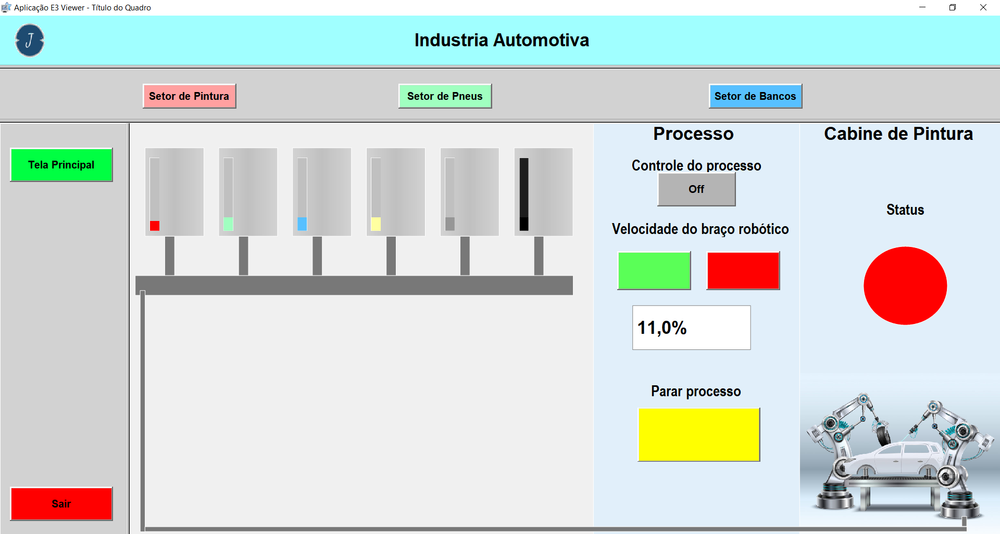 Aplicação E3 Viewer - Título do Quadro
J
Industria Automotiva
Setor de Pintura
Setor de Pneus
Setor de Bancos
Tela Principal
Sair
Processo
Controle do processo
Off
Velocidade do braço robótico
11,0%
Parar processo
Cabine de Pintura
Status